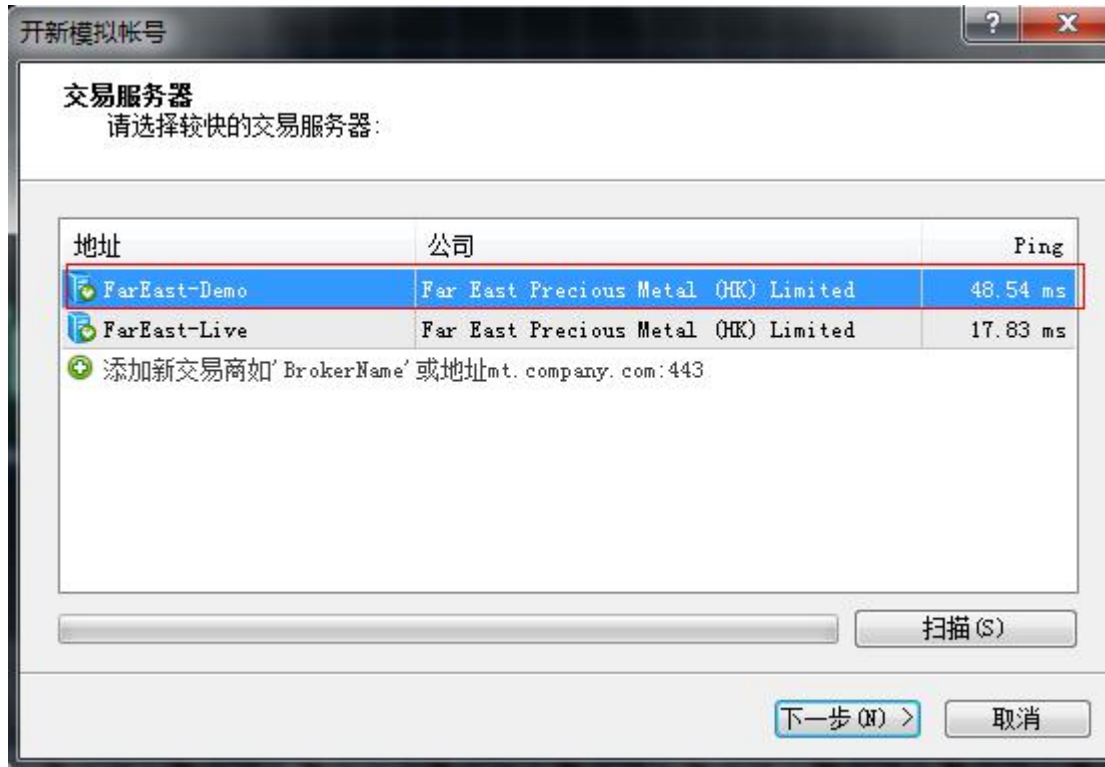 开新模拟帐号
交易服务器
请选择较快的交易服务器:
地址 公司 Ping
FarEast-Demo Far East Precious Metal (HK) Limited 48.54 ms
FarEast-Live Far East Precious Metal (HK) Limited 17.83 ms
添加新交易商如'BrokerName'或地址mt.company.com:443
扫描(S)
下一步(N) > 取消